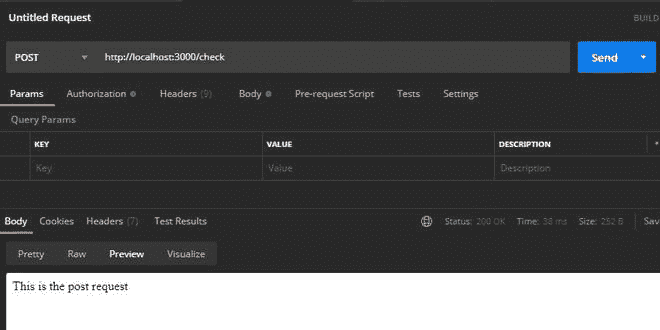 Untitled Request BUILD
POST http://localhost:3000/check Send
Params Authorization Headers (9) Body Pre-request Script Tests Settings
Query Params
KEY VALUE DESCRIPTION
Key Value Description
Body Cookies Headers (7) Test Results Status: 200 OK Time: 38 ms Size: 252 B Sav
Pretty Raw Preview Visualize
This is the post request